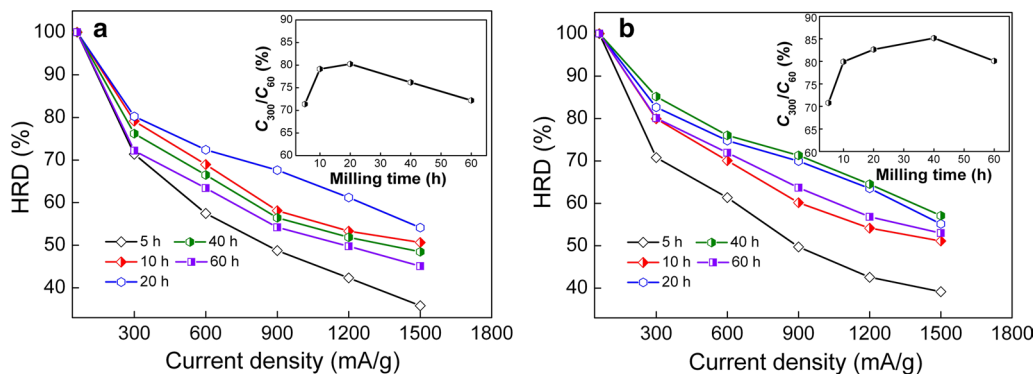 a
HRD (%)
100
90
80
70
60
50
40
300 600 900 1200 1500 1800
Current density (mA/g)
5 h 40 h
10 h 60 h
20 h
C300/C60 (%)
90
85
80
75
70
65
60
10 20 30 40 50 60
Milling time (h)
b
HRD (%)
100
90
80
70
60
50
40
300 600 900 1200 1500 1800
Current density (mA/g)
5 h 40 h
10 h 60 h
20 h
C300/C60 (%)
90
85
80
75
70
65
60
10 20 30 40 50 60
Milling time (h)